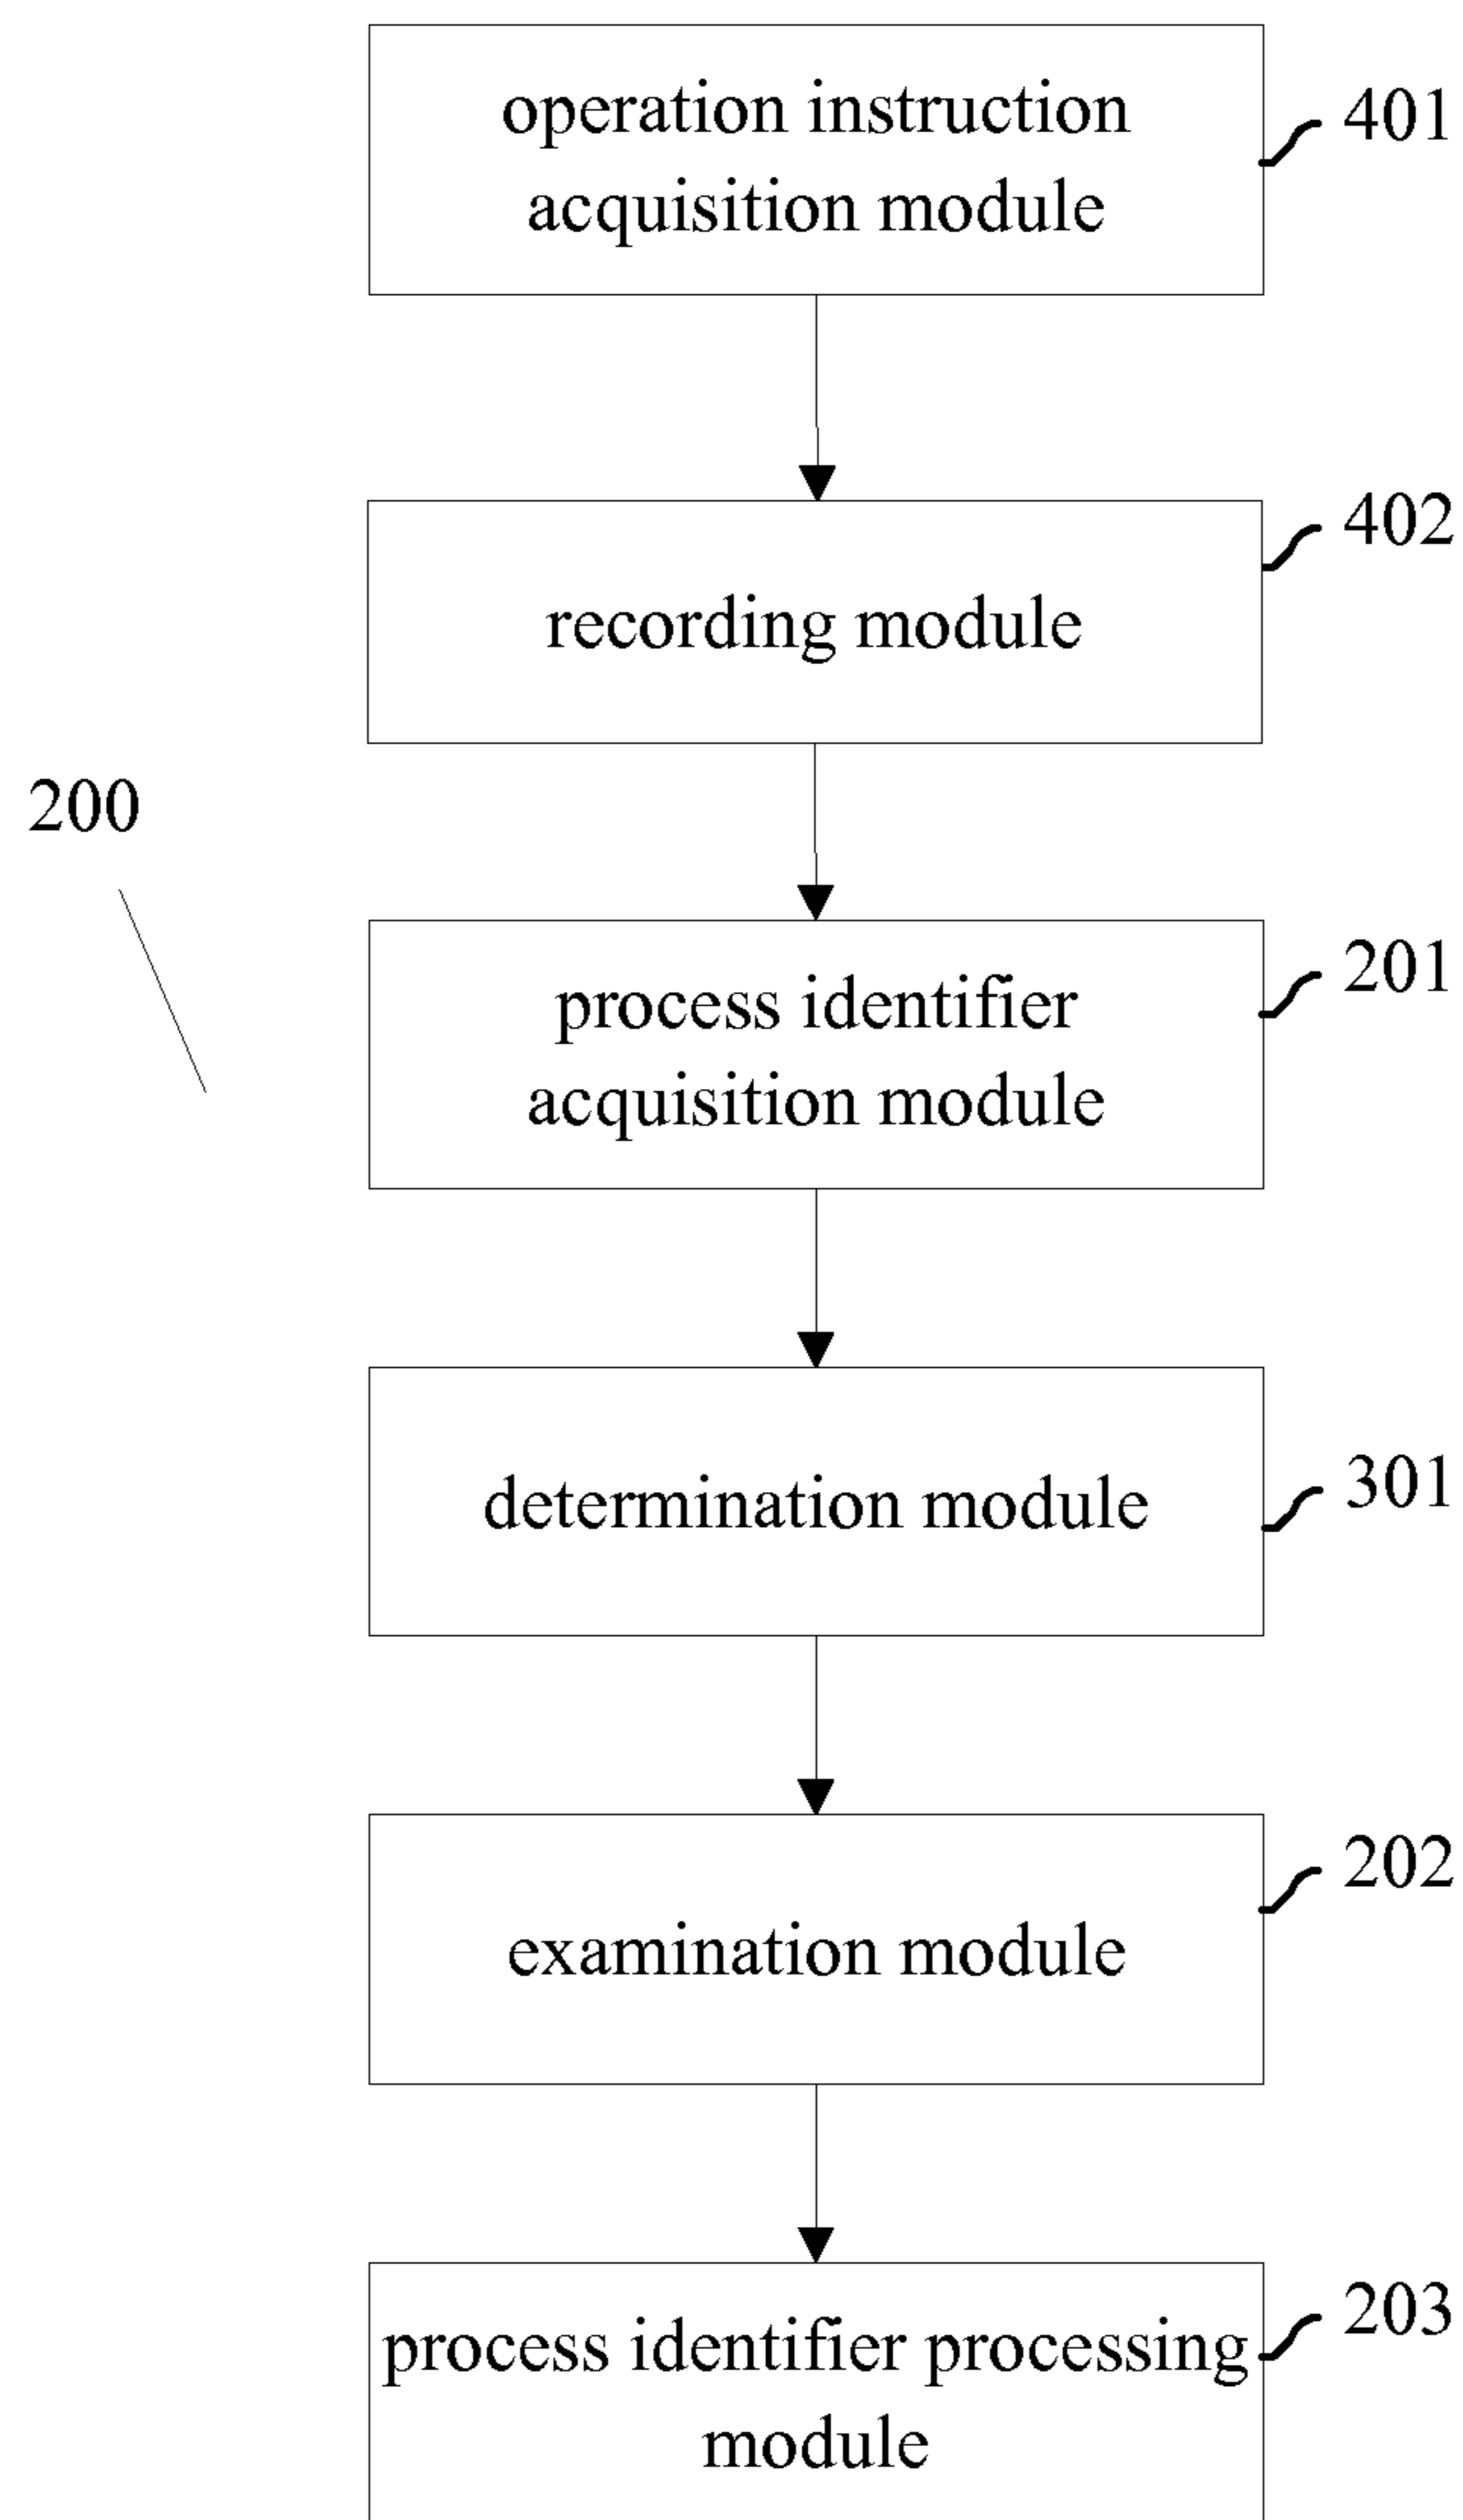 operation instruction
acquisition module
401
402
recording module
200
201
process identifier
acquisition module
301
determination module
202
examination module
203
process identifier processing
module